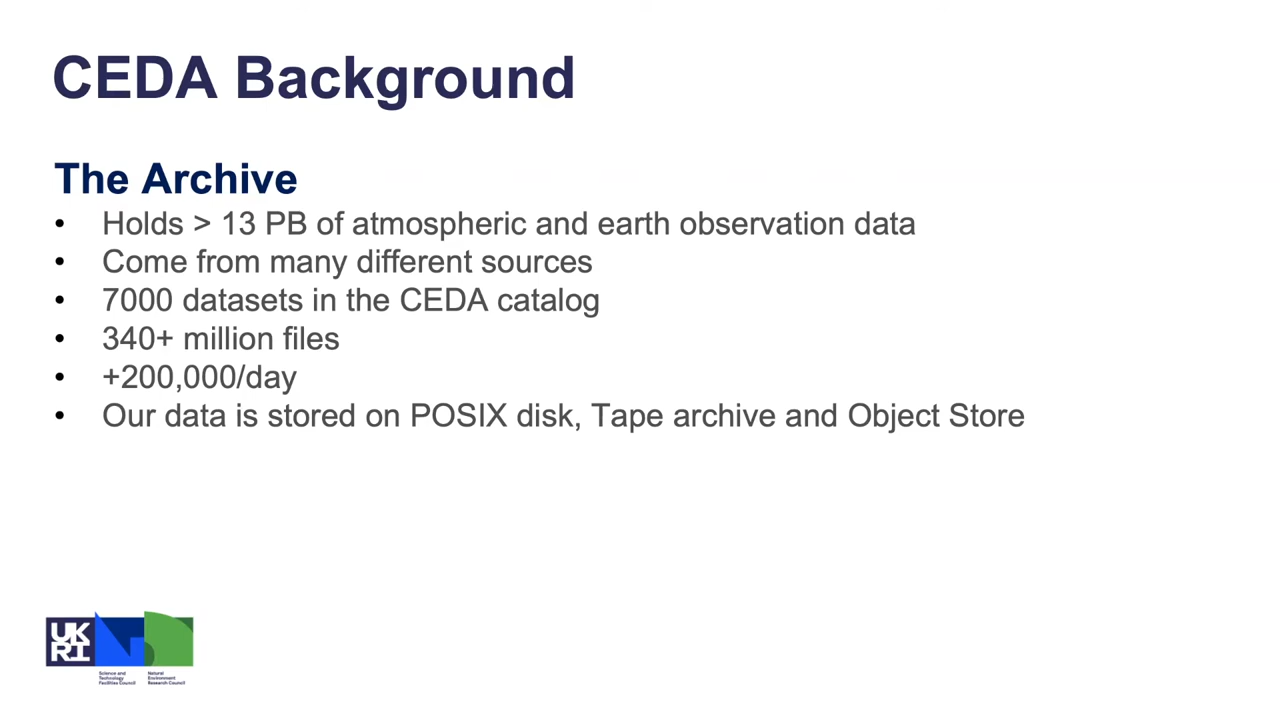 CEDA Background
The Archive
• Holds > 13 PB of atmospheric and earth observation data
• Come from many different sources
• 7000 datasets in the CEDA catalog
• 340+ million files
• +200,000/day
• Our data is stored on POSIX disk, Tape archive and Object Store
UK
RI
Science and
Technology
Facilities Council
Natural
Environment
Research Council